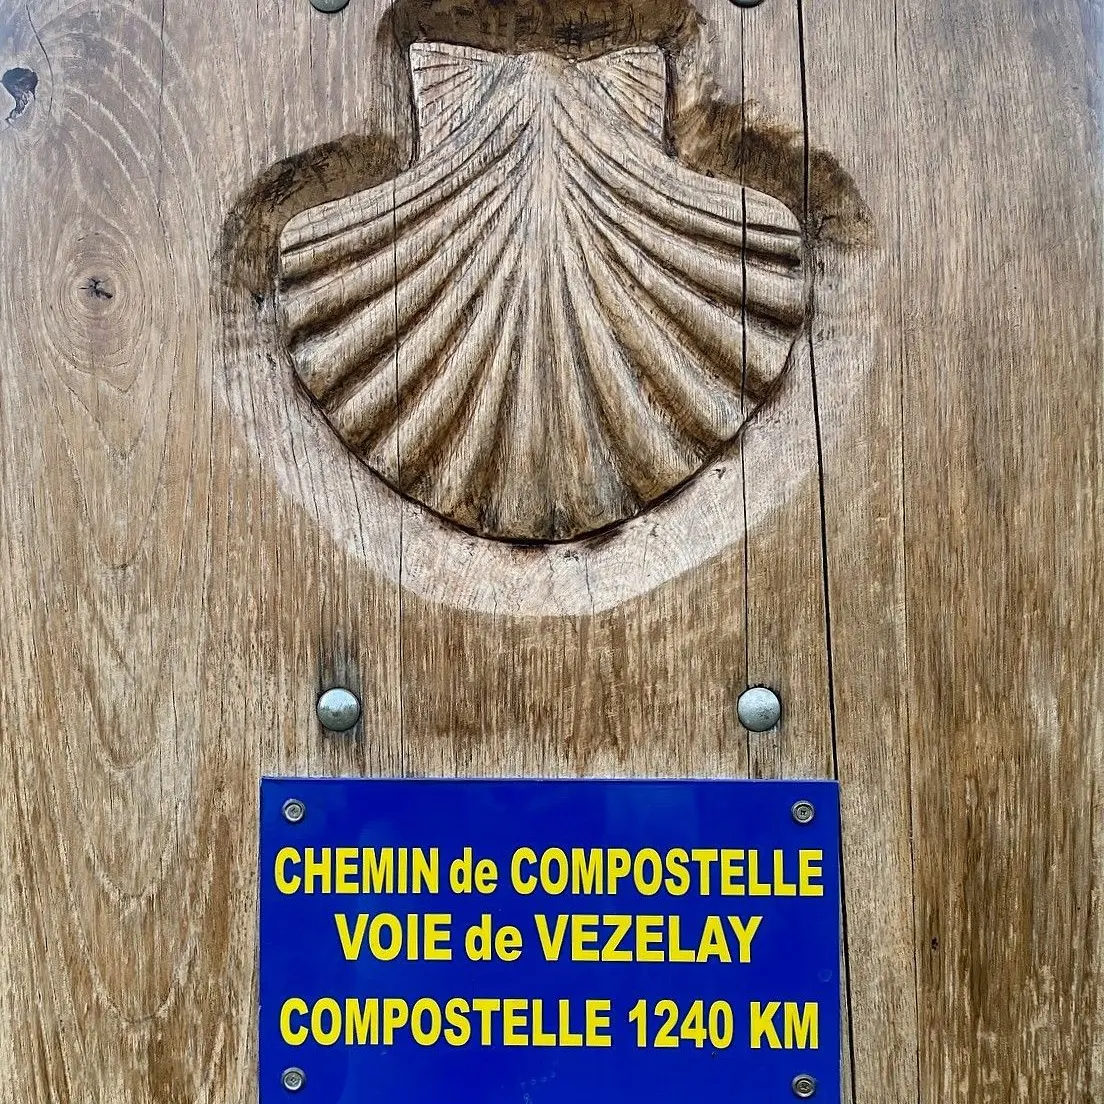 CHEMIN de COMPOSTELLE
VOIE de VEZELAY
COMPOSTELLE 1240 KM